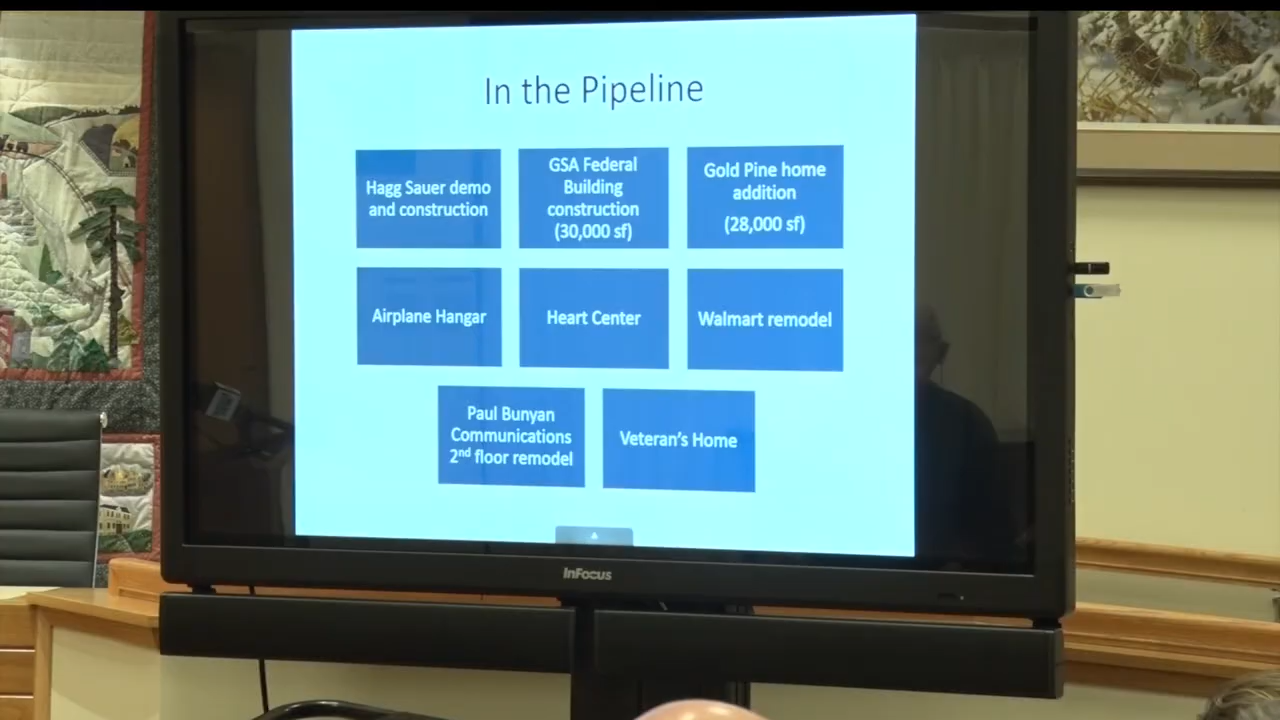 In the Pipeline
Hagg Sauer demo
and construction
GSA Federal
Building
construction
(30,000 sf)
Gold Pine home
addition
(28,000 sf)
Airplane Hangar
Heart Center
Walmart remodel
Paul Bunyan
Communications
2nd floor remodel
Veteran's Home
InFocus